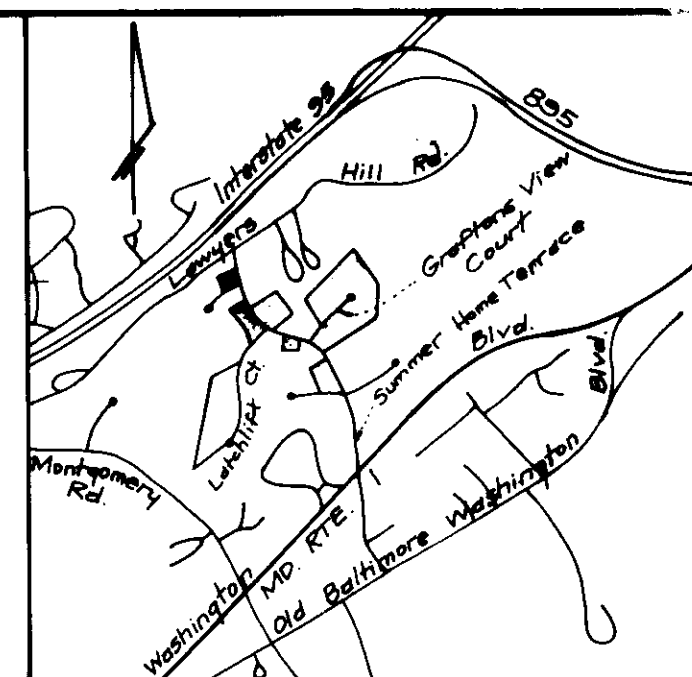 Interstate 95
895
Lawyers Hill Rd.
Graftons View
Court
Summer Home Terrace
Latchlift Ct.
Montgomery
Rd.
Washington Blvd.
MD. RTE. 1
Old Baltimore Washington Blvd.